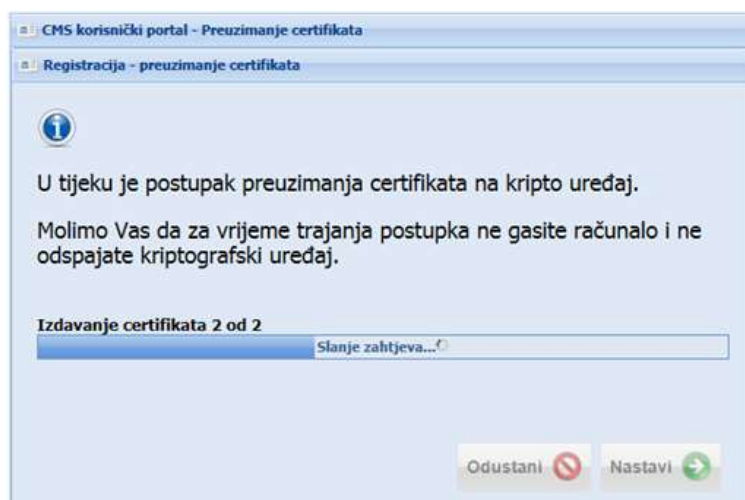 CMS korisnički portal - Preuzimanje certifikata
Registracija - preuzimanje certifikata
U tijeku je postupak preuzimanja certifikata na kripto uređaj.
Molimo Vas da za vrijeme trajanja postupka ne gasite računalo i ne
odspajate kriptografski uređaj.
Izdavanje certifikata 2 od 2
Slanje zahtjeva...
Odustani
Nastavi